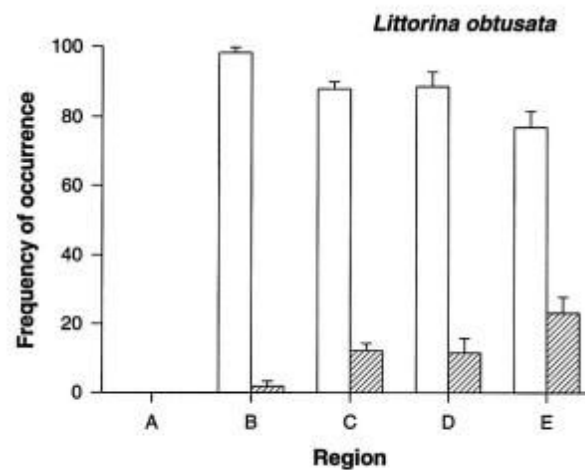 Littorina obtusata
Frequency of occurrence
100
80
60
40
20
0
A B C D E
Region